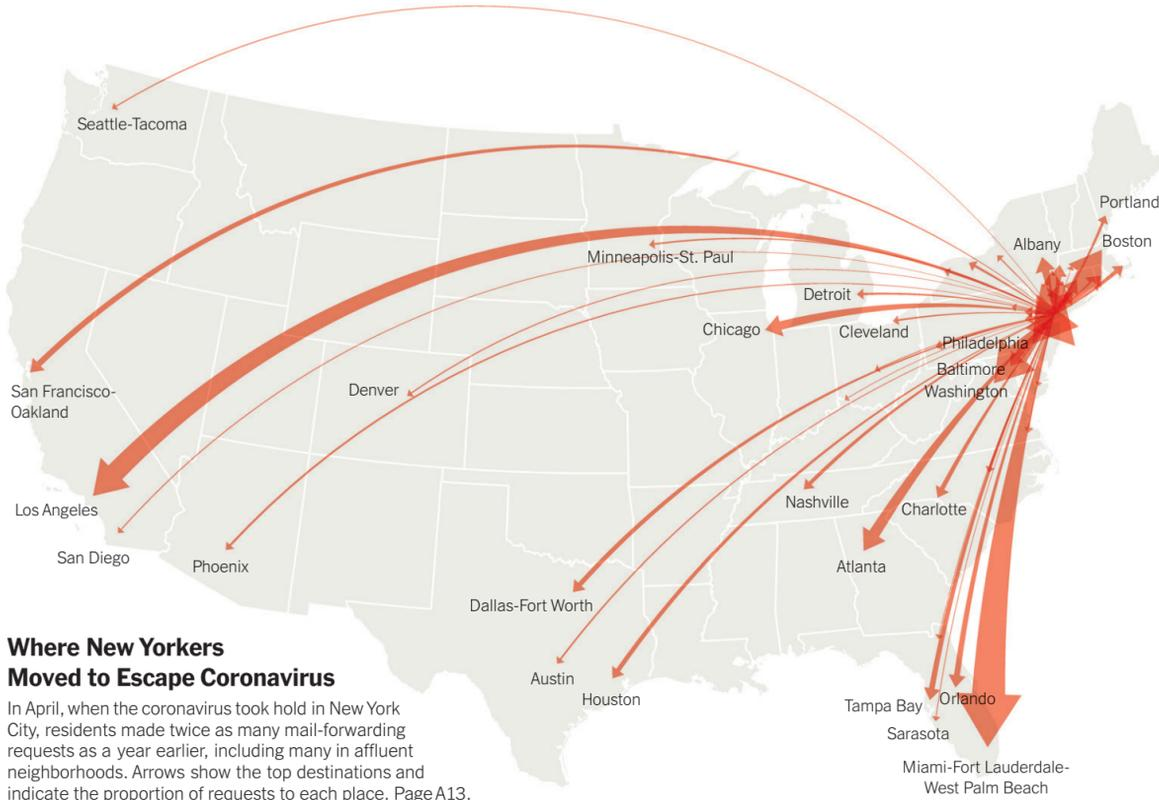 Seattle-Tacoma
Portland
Albany
Boston
Minneapolis-St. Paul
Detroit
Chicago
Cleveland
Philadelphia
Baltimore
Washington
San Francisco-
Oakland
Denver
Los Angeles
San Diego
Phoenix
Nashville
Charlotte
Atlanta
Dallas-Fort Worth
Austin
Houston
Tampa Bay
Orlando
Sarasota
Miami-Fort Lauderdale-
West Palm Beach
Where New Yorkers
Moved to Escape Coronavirus
In April, when the coronavirus took hold in New York
City, residents made twice as many mail-forwarding
requests as a year earlier, including many in affluent
neighborhoods. Arrows show the top destinations and
indicate the proportion of requests to each place. Page A13.